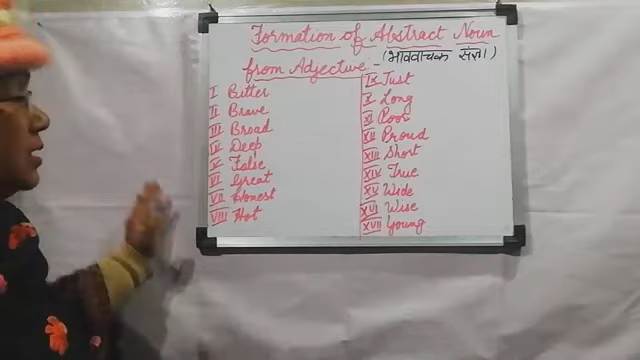 Formation of Abstract Noun
(भाववाचक संज्ञा)
from Adjective.-
I Bitter
II Brave
III Broad
IV Deep
V False
VI Great
VII Honest
VIII Hot
IX Just
X Long
XI Poor
XII Proud
XIII Short
XIV True
XV Wide
XVI Wise
XVII Young